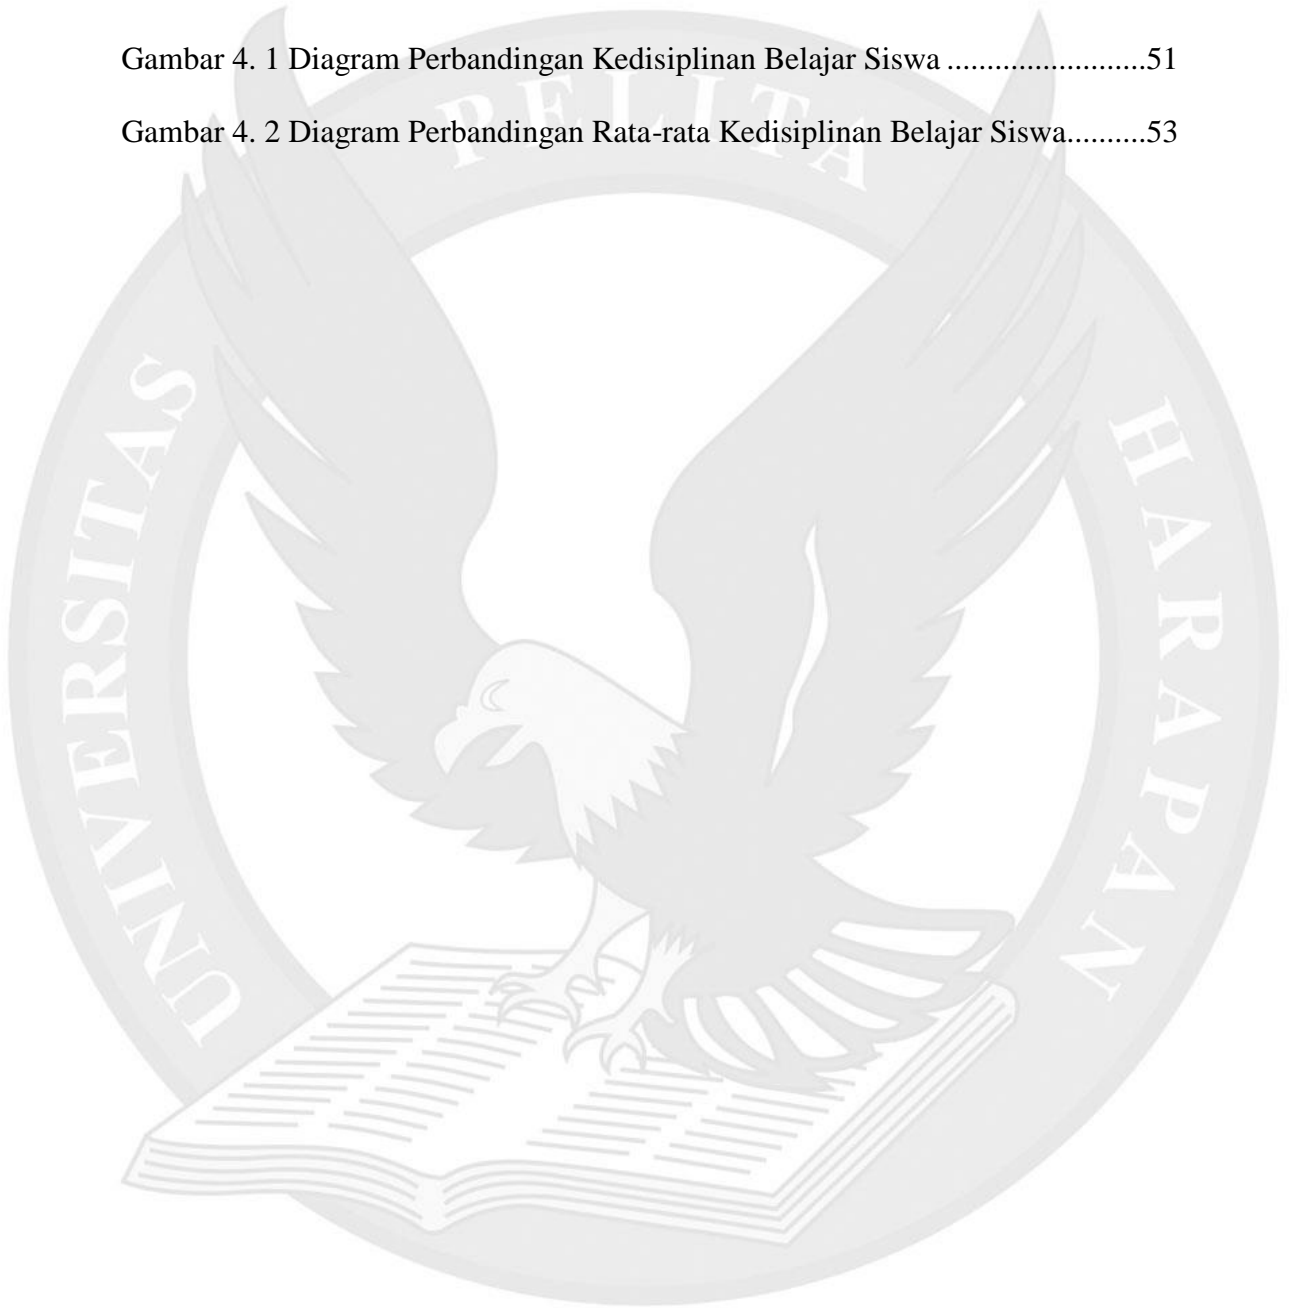 Gambar 4. 1 Diagram Perbandingan Kedisiplinan Belajar Siswa .........................51
Gambar 4. 2 Diagram Perbandingan Rata-rata Kedisiplinan Belajar Siswa..........53
UNIVERSITAS PELITA HARAPAN